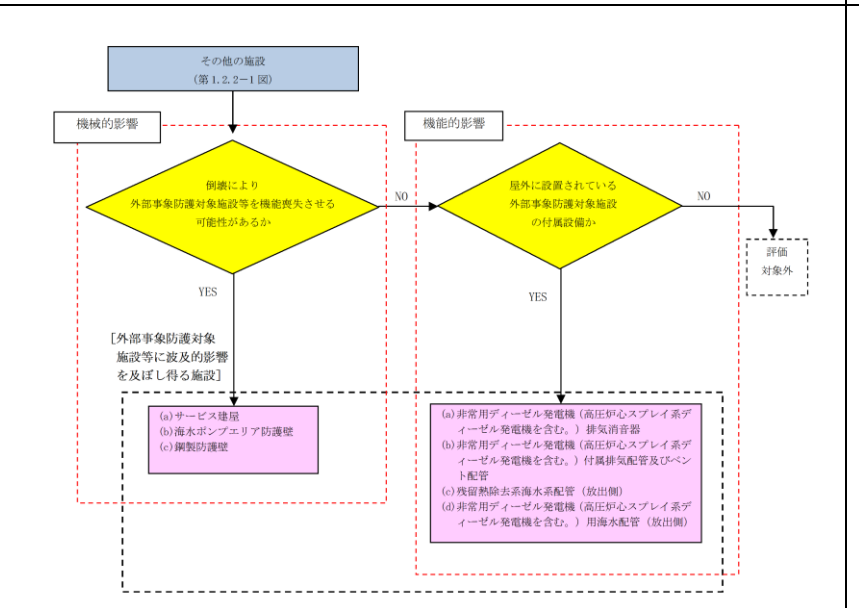 その他の施設
(第1.2.2-1図)
機械的影響
機能的影響
倒壊により
外部事象防護対象施設等を機能喪失させる
可能性があるか
NO
屋外に設置されている
外部事象防護対象施設
の付属設備か
NO
評価
対象外
YES
YES
[外部事象防護対象
施設等に波及的影響
を及ぼし得る施設]
(a)サービス建屋
(b)海水ポンプエリア防護壁
(c)鋼製防護壁
(a)非常用ディーゼル発電機(高圧炉心スプレイ系デ
ィーゼル発電機を含む。)排気消音器
(b)非常用ディーゼル発電機(高圧炉心スプレイ系デ
ィーゼル発電機を含む。)付属排気配管及びベン
ト配管
(c)残留熱除去系海水系配管(放出側)
(d)非常用ディーゼル発電機(高圧炉心スプレイ系デ
ィーゼル発電機を含む。)用海水配管(放出側)